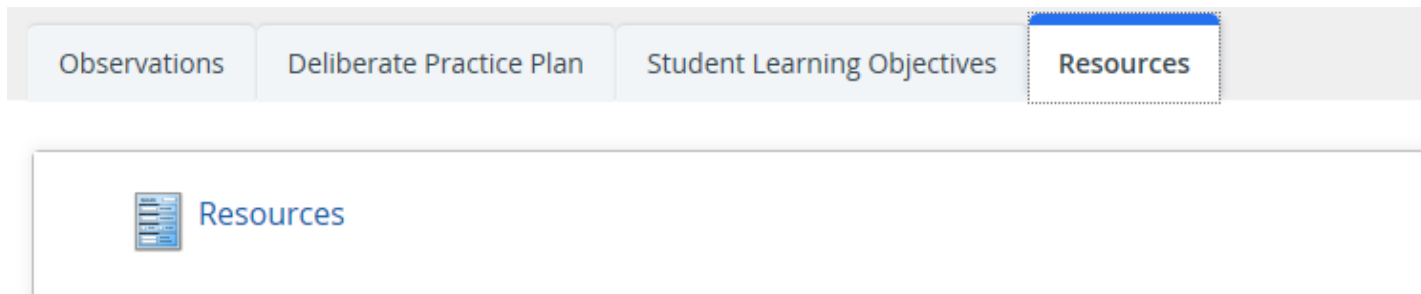 Observations Deliberate Practice Plan Student Learning Objectives Resources
Resources